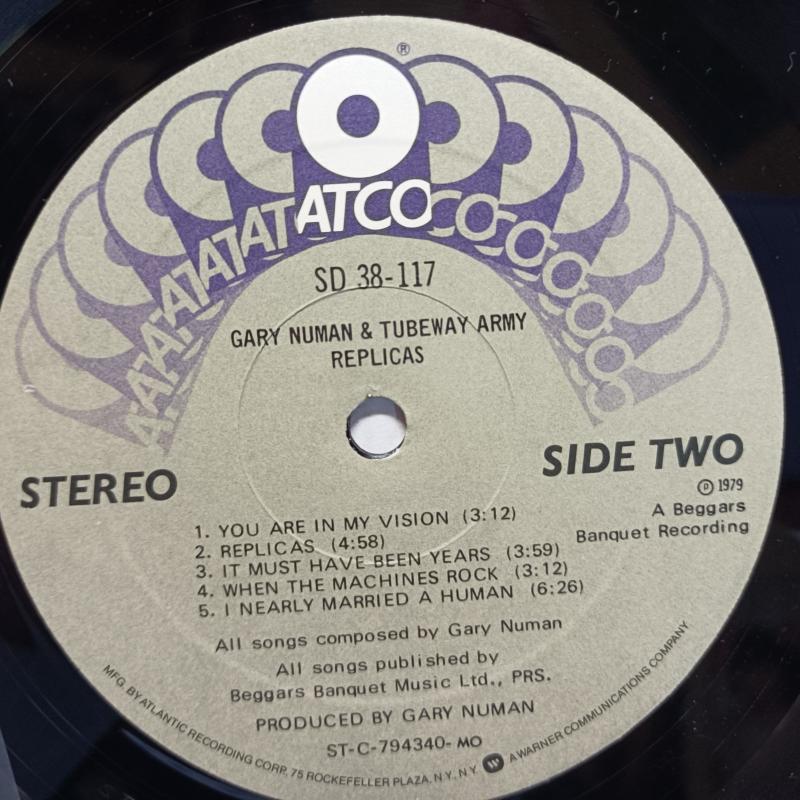 ®
ATATATATATATCOCOCOCOCOCO
SD 38-117
GARY NUMAN & TUBEWAY ARMY
REPLICAS
STEREO
SIDE TWO
℗ 1979
A Beggars
Banquet Recording
1. YOU ARE IN MY VISION (3:12)
2. REPLICAS (4:58)
3. IT MUST HAVE BEEN YEARS (3:59)
4. WHEN THE MACHINES ROCK (3:12)
5. I NEARLY MARRIED A HUMAN (6:26)
All songs composed by Gary Numan
All songs published by
Beggars Banquet Music Ltd., PRS.
PRODUCED BY GARY NUMAN
ST-C-794340-MO
MFG. BY ATLANTIC RECORDING CORP. 75 ROCKEFELLER PLAZA, N.Y., N.Y. W A WARNER COMMUNICATIONS COMPANY